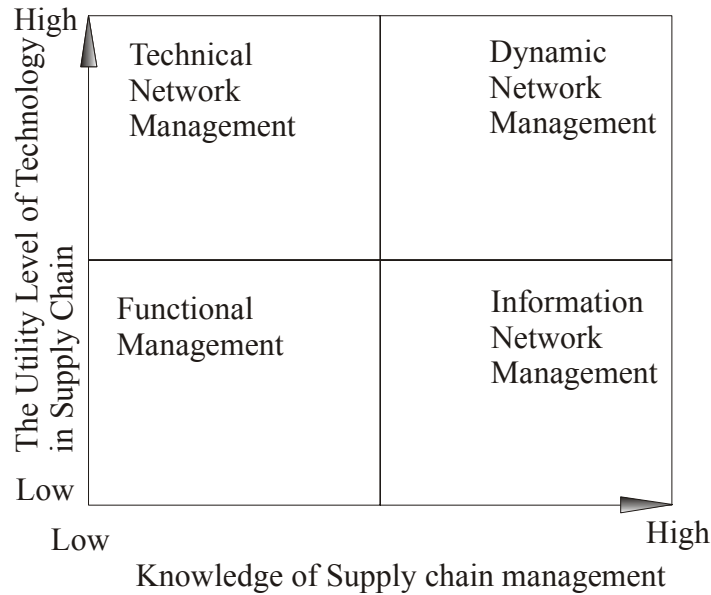 High
The Utility Level of Technology
in Supply Chain
Technical
Network
Management
Dynamic
Network
Management
Functional
Management
Information
Network
Management
Low
Low
High
Knowledge of Supply chain management